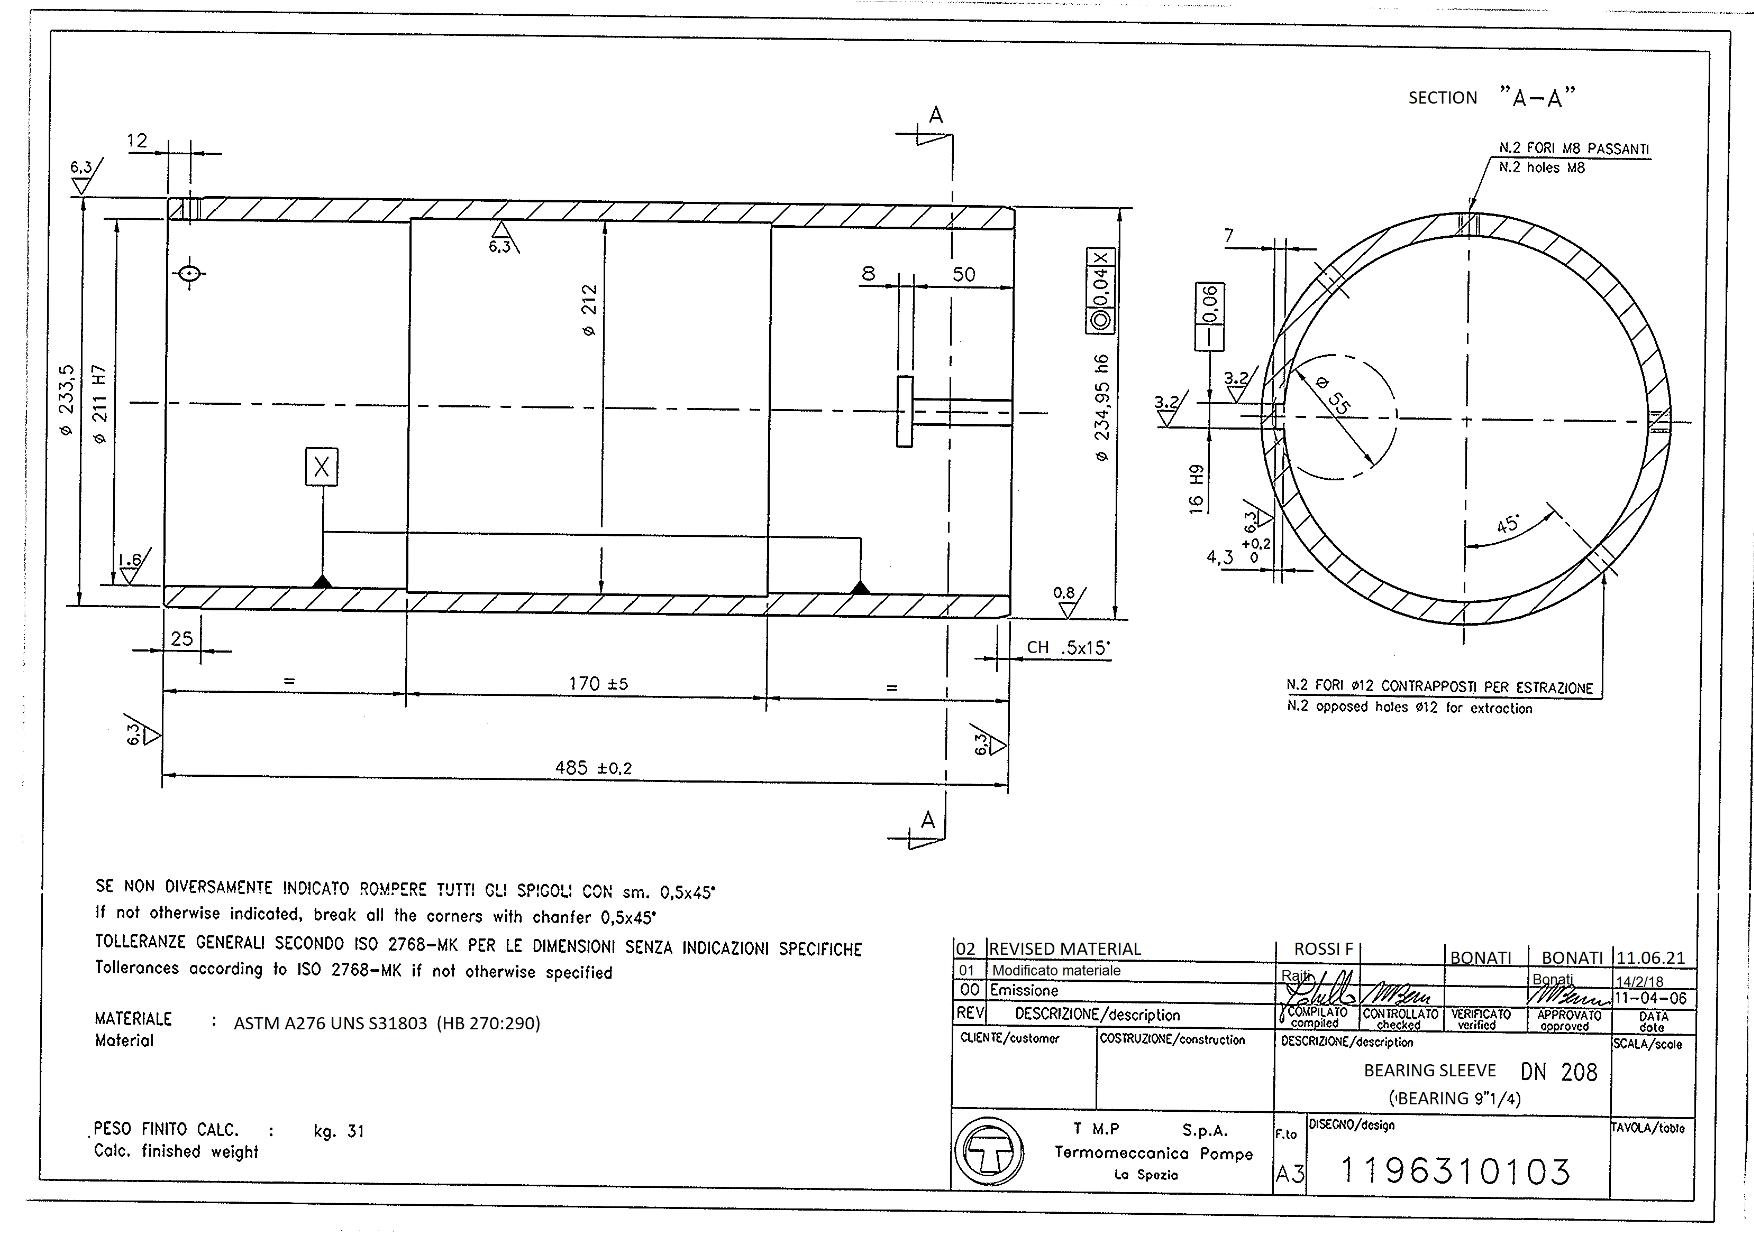 SECTION "A-A"
N.2 FORI M8 PASSANTI
N.2 holes M8
A
12
6,3
6,3
8
50
X
0,04
ø 234,95 h6
ø 212
ø 233,5
ø 211 H7
X
1.6
0,8
25
CH .5x15°
=
170 ±5
=
6,3
6,3
485 ±0,2
A
7
0,06
3.2
3.2
ø 55
16 H9
6,3
4,3 +0,2 0
45°
N.2 FORI ø12 CONTRAPPOSTI PER ESTRAZIONE
N.2 opposed holes ø12 for extraction
SE NON DIVERSAMENTE INDICATO ROMPERE TUTTI GLI SPIGOLI CON sm. 0,5x45°
If not otherwise indicated, break all the corners with chanfer 0,5x45°
TOLLERANZE GENERALI SECONDO ISO 2768-MK PER LE DIMENSIONI SENZA INDICAZIONI SPECIFICHE
Tollerances according to ISO 2768-MK if not otherwise specified
MATERIALE : ASTM A276 UNS S31803 (HB 270:290)
Material
PESO FINITO CALC. : kg. 31
Calc. finished weight
02 REVISED MATERIAL ROSSI F BONATI BONATI 11.06.21
01 Modificato materiale Bonati 14/2/18
00 Emissione 11-04-06
REV DESCRIZIONE/description COMPILATO compiled CONTROLLATO checked VERIFICATO verified APPROVATO approved DATA date
CLIENTE/customer COSTRUZIONE/construction DESCRIZIONE/description SCALA/scale
BEARING SLEEVE DN 208
(BEARING 9"1/4)
T M.P S.p.A.
Termomeccanica Pompe
La Spezia
F.to
A3
DISEGNO/design
1196310103
TAVOLA/table